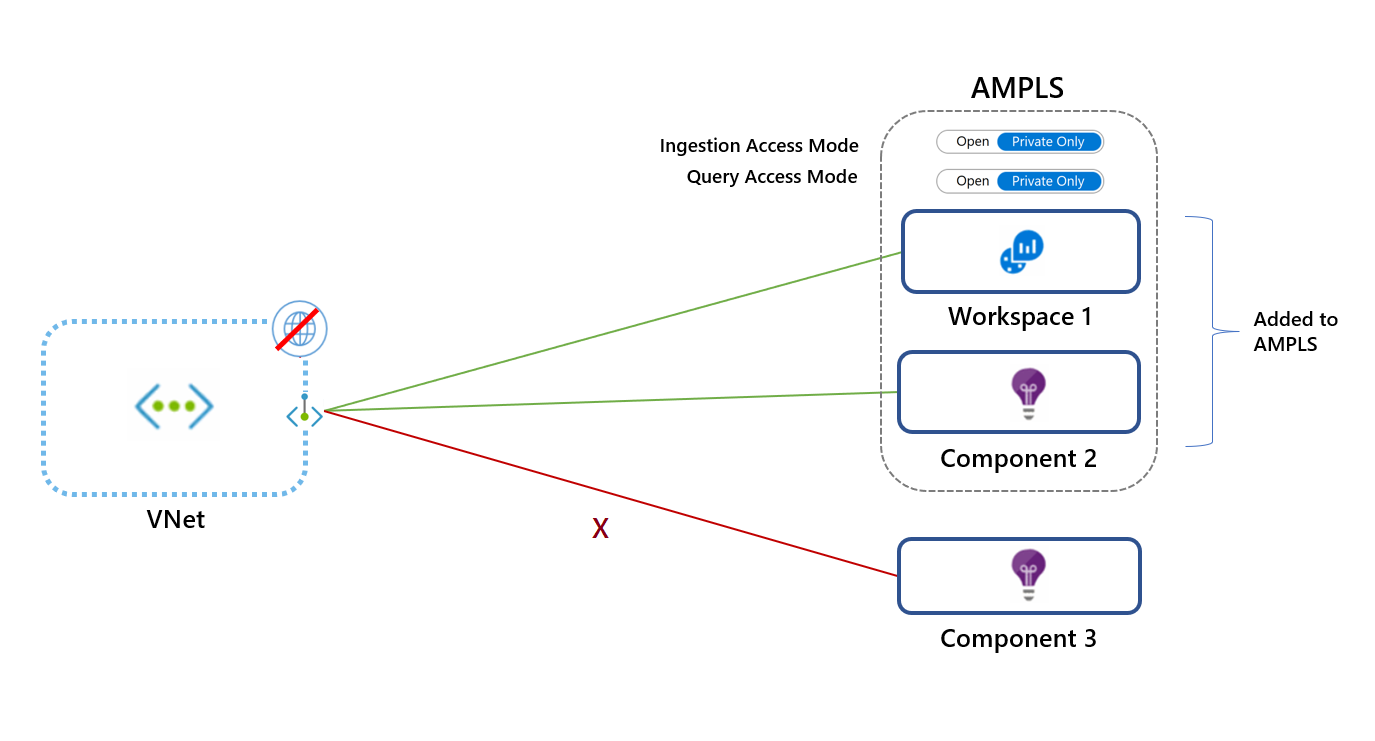 AMPLS
Ingestion Access Mode
Open Private Only
Query Access Mode
Open Private Only
Workspace 1
Added to
AMPLS
Component 2
VNet
X
Component 3